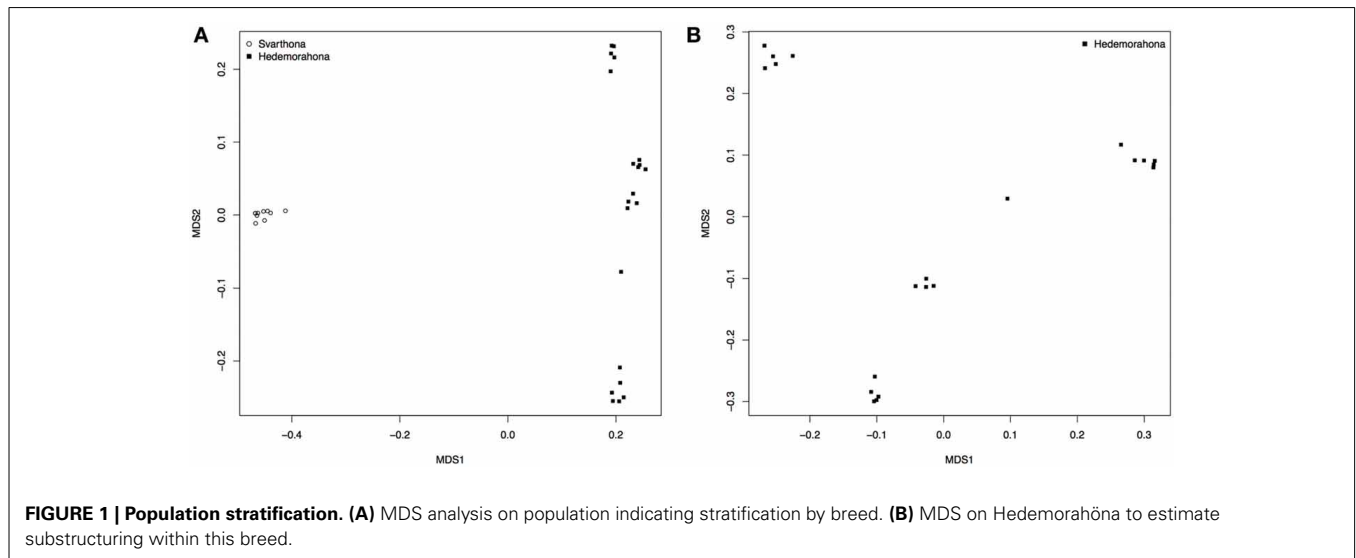 A
Svarthona
Hedemorahona
MDS2
0.2
0.1
0.0
−0.1
−0.2
−0.4
−0.2
0.0
0.2
MDS1
B
Hedemorahona
MDS2
0.3
0.2
0.1
0.0
−0.1
−0.2
−0.3
−0.2
−0.1
0.0
0.1
0.2
0.3
MDS1
FIGURE 1 | Population stratification. (A) MDS analysis on population indicating stratification by breed. (B) MDS on Hedemorahöna to estimate
substructuring within this breed.